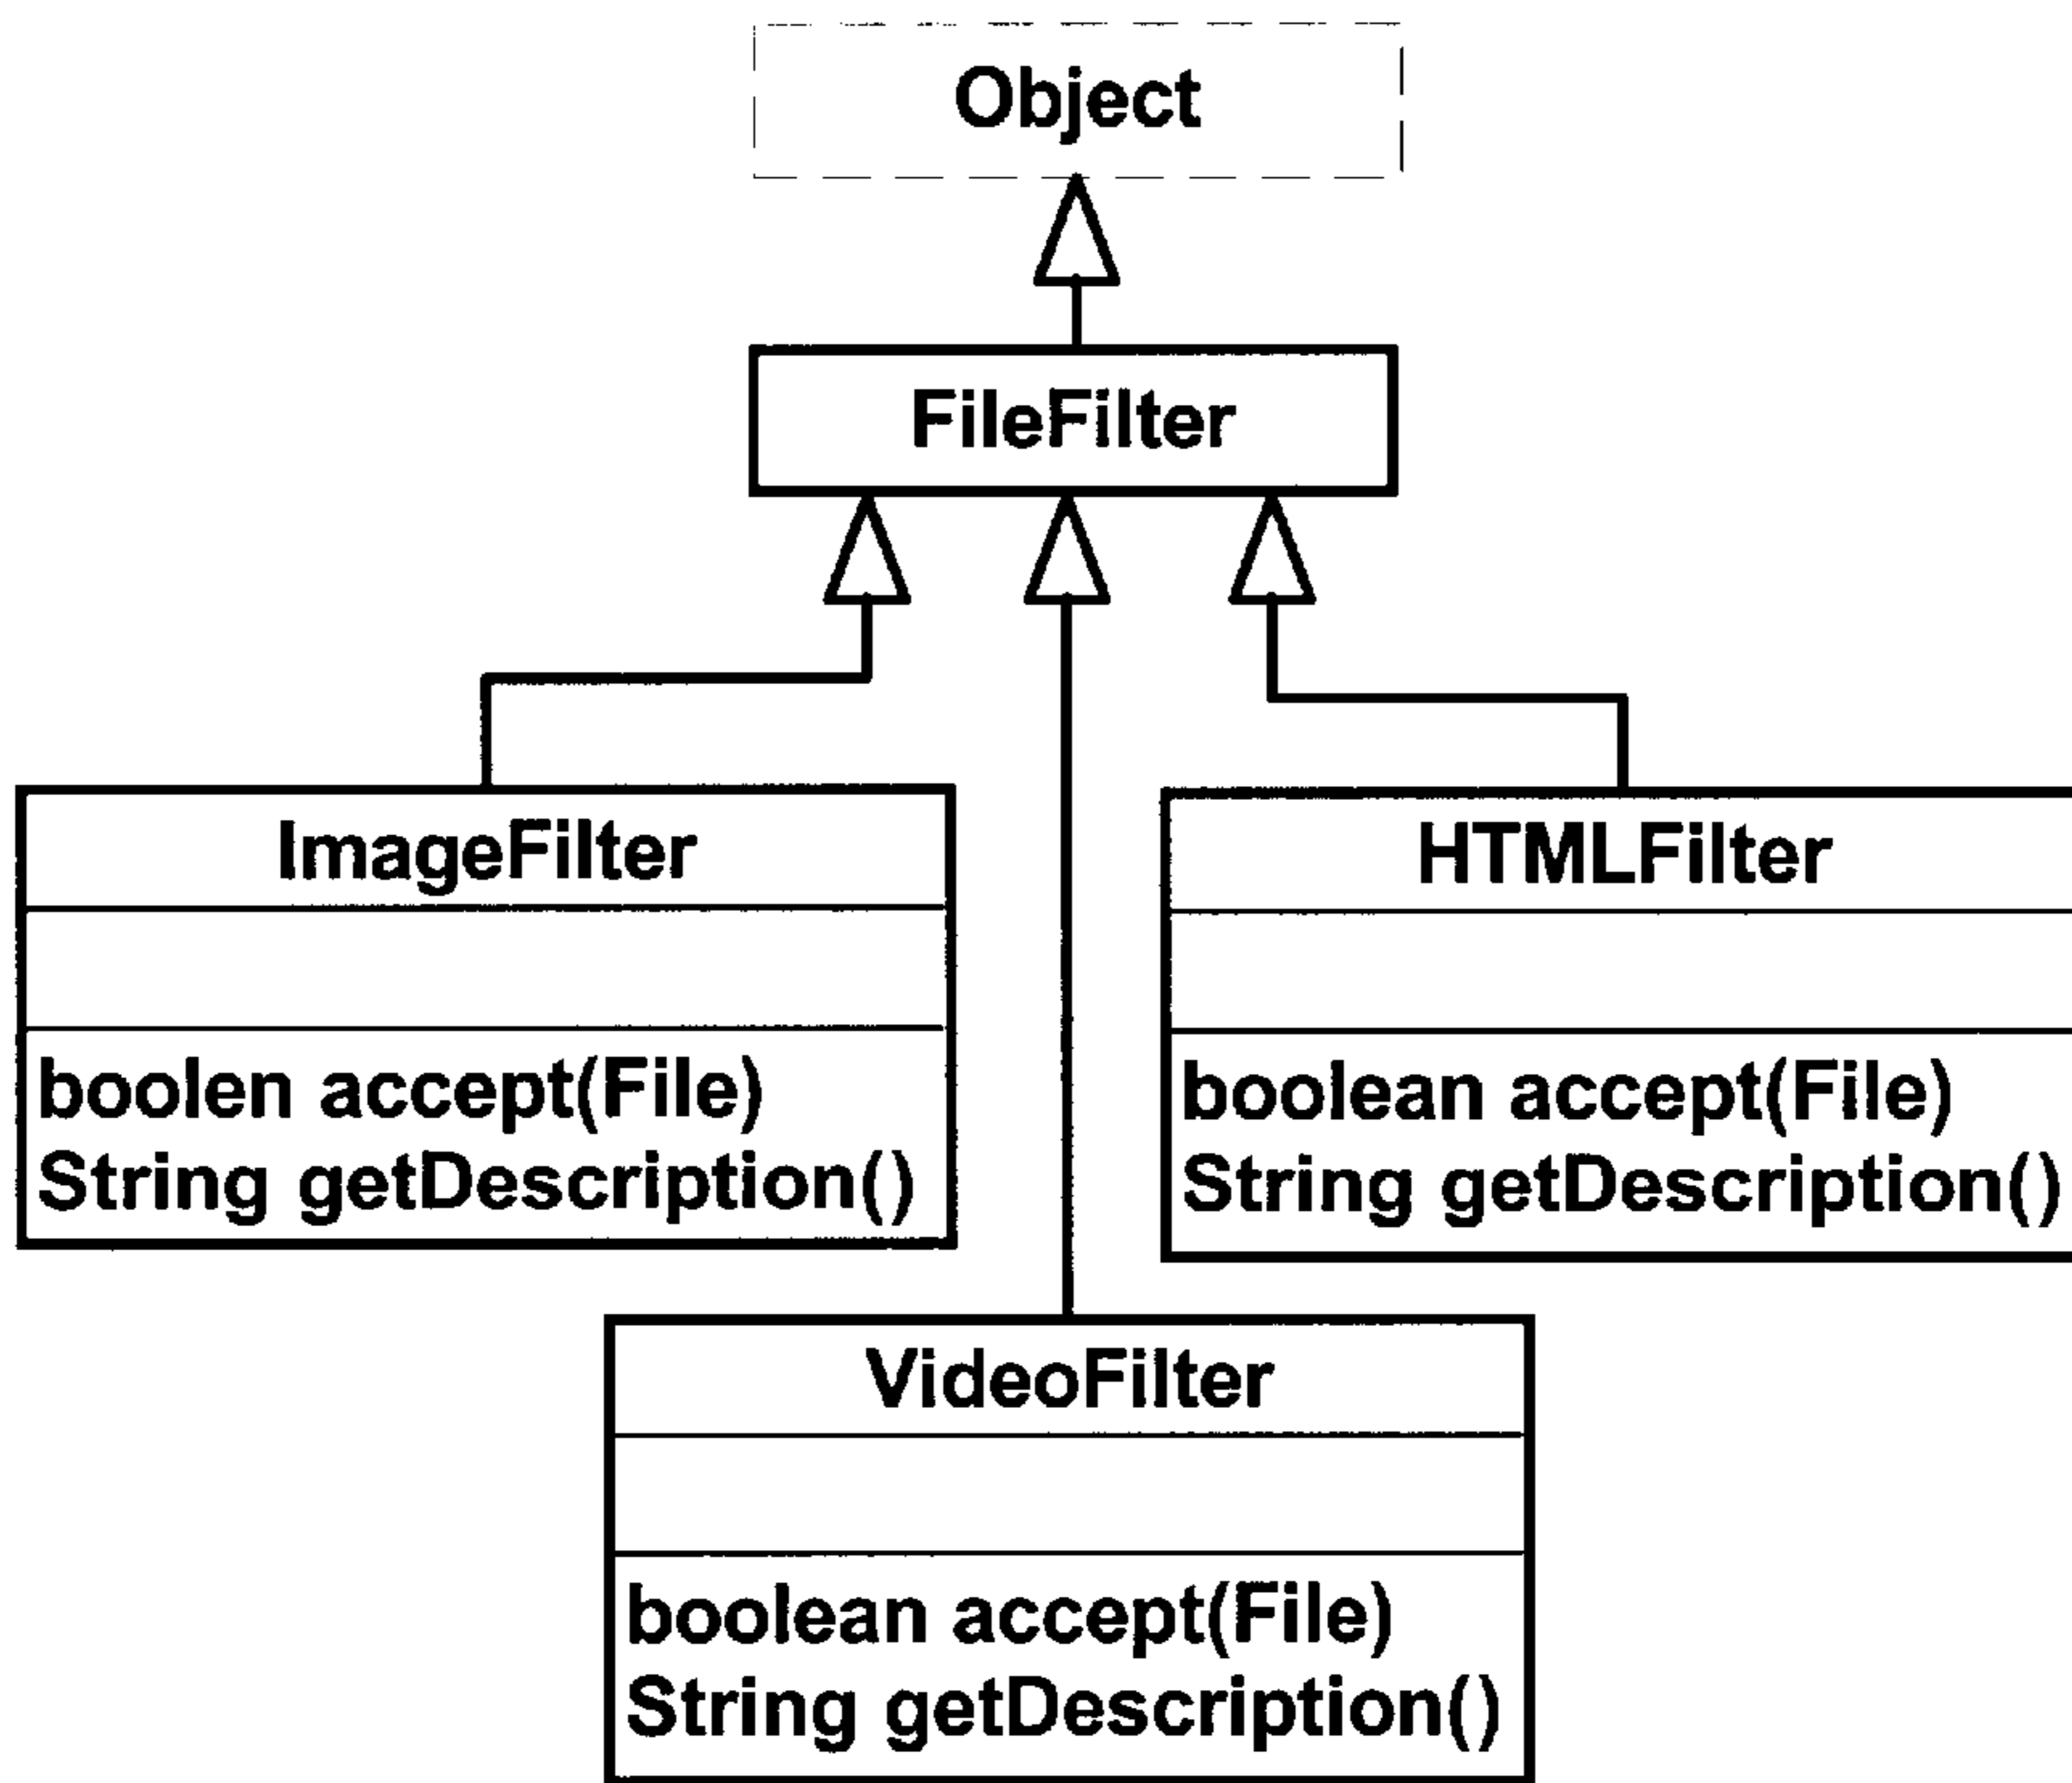 Object
FileFilter
ImageFilter
boolen accept(File)
String getDescription()
HTMLFilter
boolean accept(File)
String getDescription()
VideoFilter
boolean accept(File)
String getDescription()